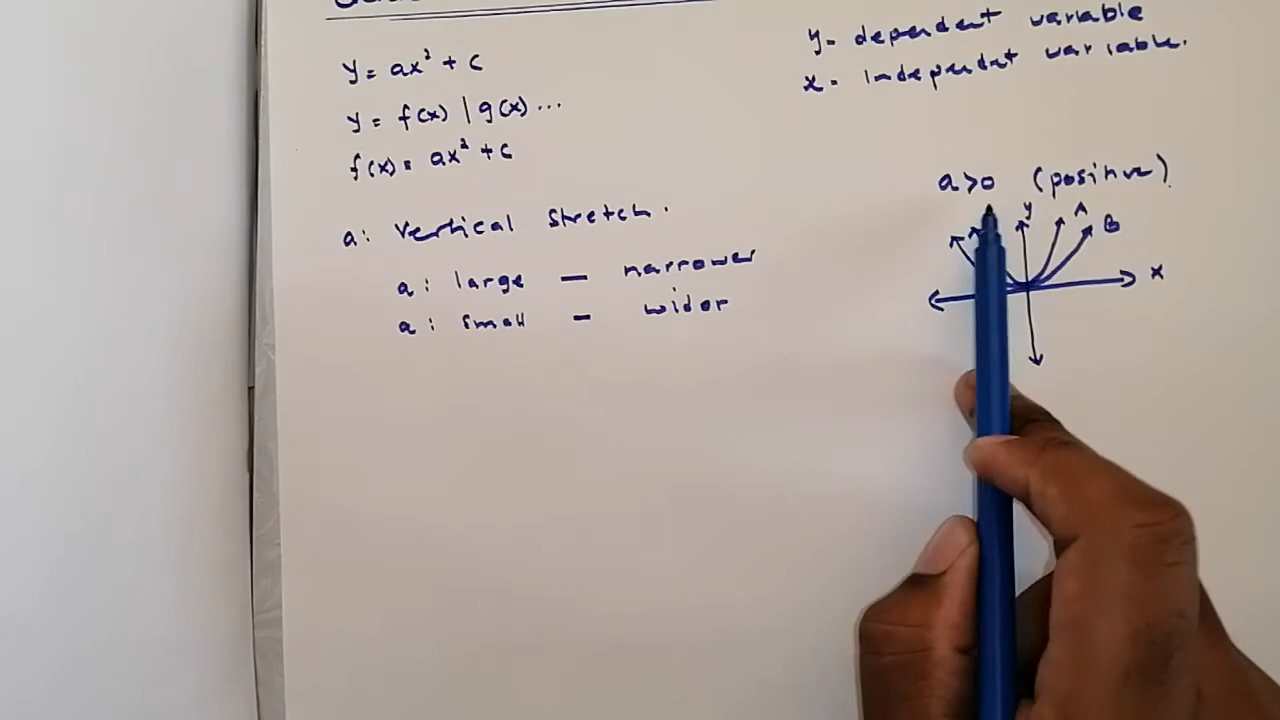 y = ax² + c
y = f(x) | g(x) ...
f(x) = ax² + c
a: vertical stretch.
a: large — narrower
a: small — wider
y - dependent variable
x - independent variable.
a>0 (positive)
y A B
x